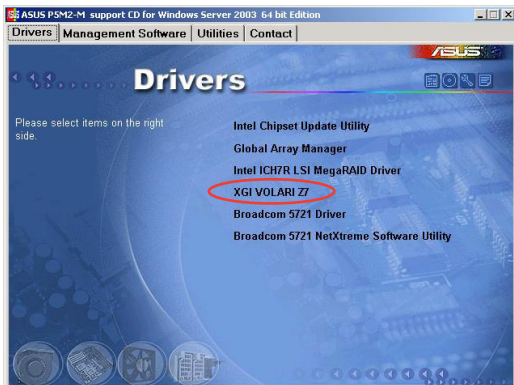 ASUS P5M2-M support CD for Windows Server 2003 64 bit Edition
Drivers Management Software Utilities Contact
ASUS
Drivers
Please select items on the right
side.
Intel Chipset Update Utility
Global Array Manager
Intel ICH7R LSI MegaRAID Driver
XGI VOLARI Z7
Broadcom 5721 Driver
Broadcom 5721 NetXtreme Software Utility